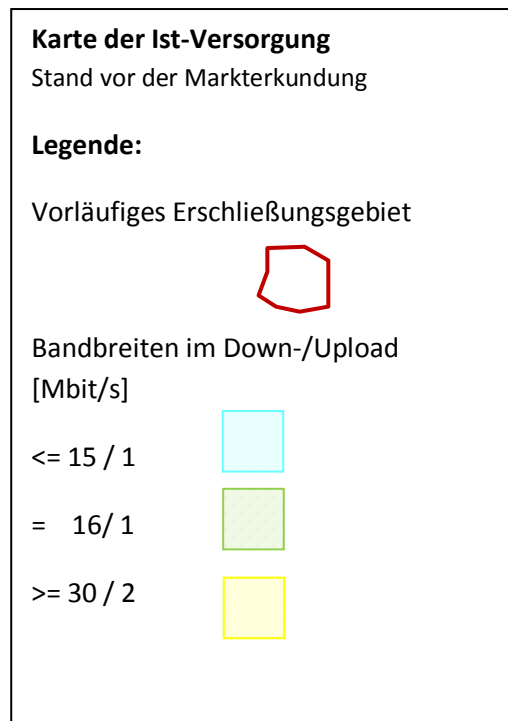 Karte der Ist-Versorgung
Stand vor der Markterkundung
Legende:
Vorläufiges Erschließungsgebiet
Bandbreiten im Down-/Upload
[Mbit/s]
<= 15 / 1
= 16/ 1
>= 30 / 2